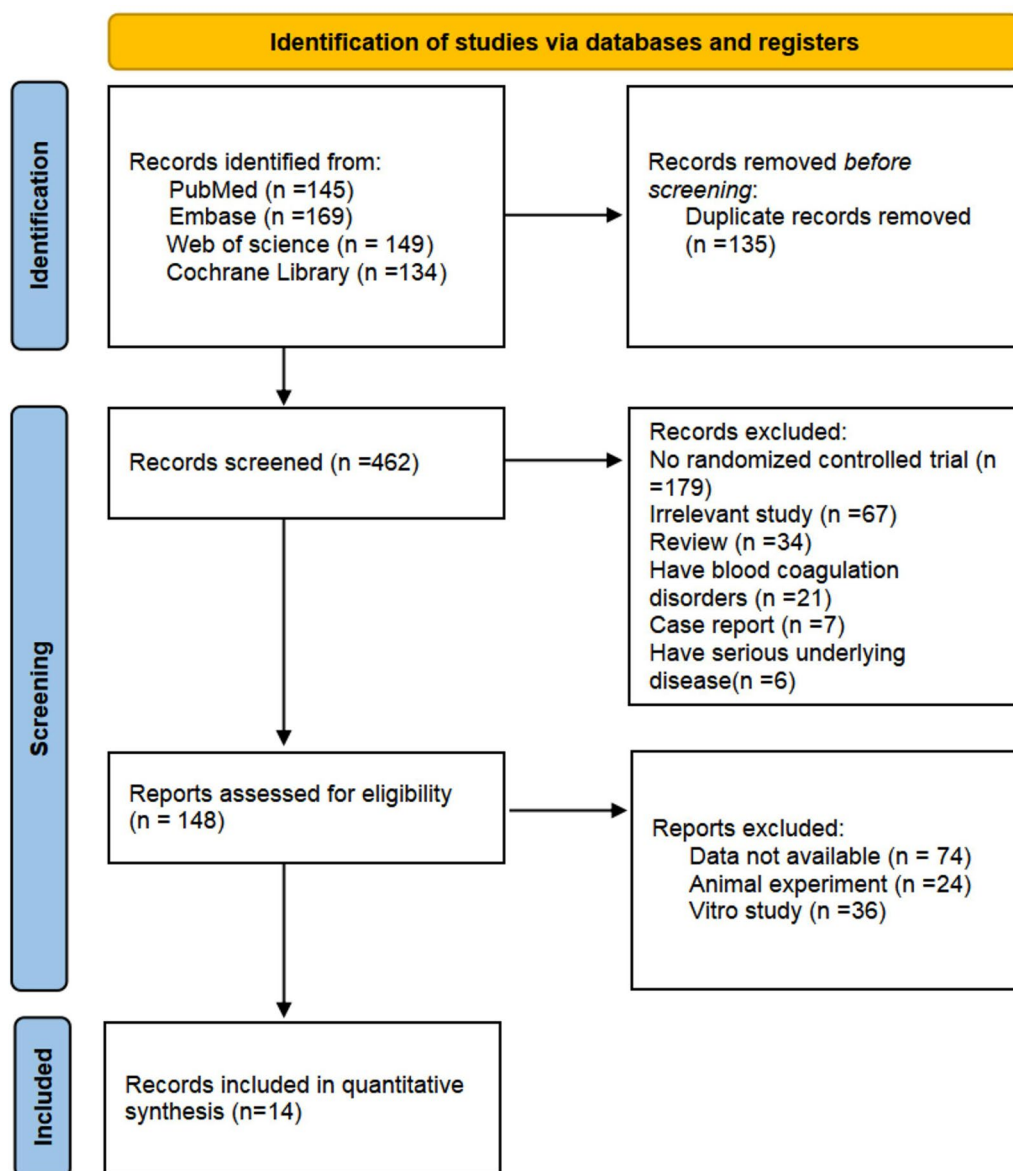 Identification of studies via databases and registers
Identification
Records identified from:
PubMed (n =145)
Embase (n =169)
Web of science (n = 149)
Cochrane Library (n =134)
Records removed before
screening:
Duplicate records removed
(n =135)
Screening
Records screened (n =462)
Records excluded:
No randomized controlled trial (n
=179)
Irrelevant study (n =67)
Review (n =34)
Have blood coagulation
disorders (n =21)
Case report (n =7)
Have serious underlying
disease(n =6)
Reports assessed for eligibility
(n = 148)
Reports excluded:
Data not available (n = 74)
Animal experiment (n =24)
Vitro study (n =36)
Included
Records included in quantitative
synthesis (n=14)